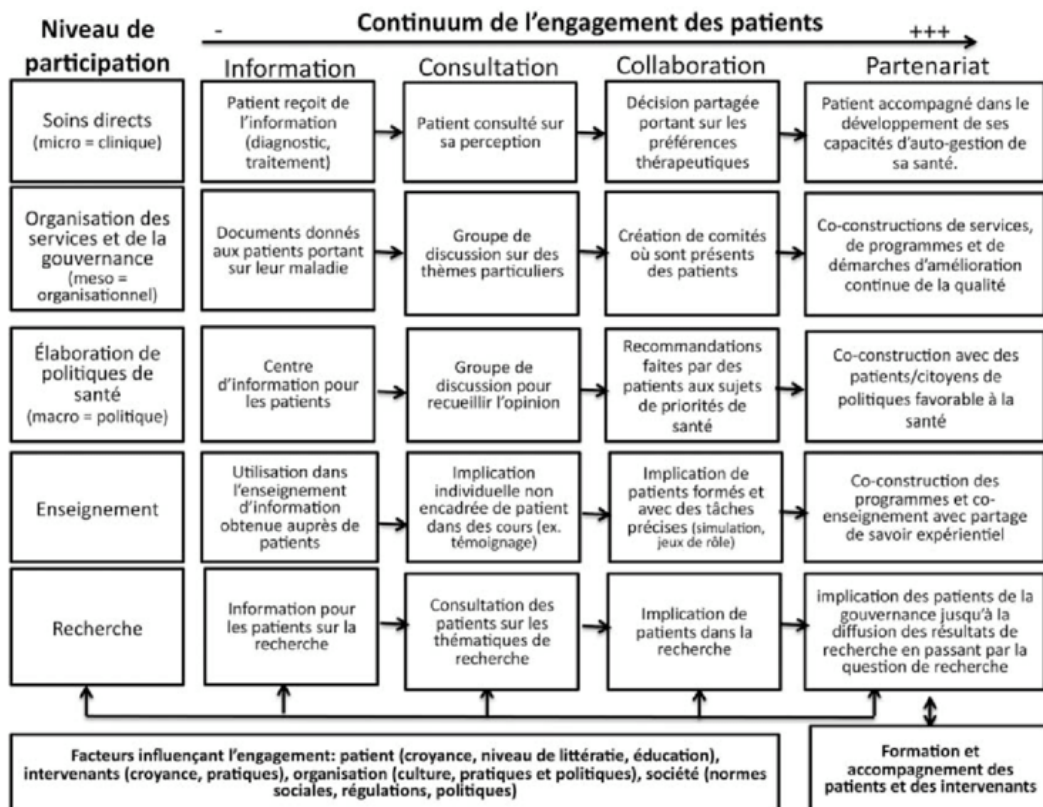 Niveau de
participation
-
Continuum de l'engagement des patients
+++
Information
Consultation
Collaboration
Partenariat
Soins directs
(micro = clinique)
Patient reçoit de
l'information
(diagnostic,
traitement)
Patient consulté sur
sa perception
Décision partagée
portant sur les
préférences
thérapeutiques
Patient accompagné dans le
développement de ses
capacités d'auto-gestion de
sa santé.
Organisation des
services et de la
gouvernance
(meso =
organisationnel)
Documents donnés
aux patients portant
sur leur maladie
Groupe de
discussion sur des
thèmes particuliers
Création de comités
où sont présents
des patients
Co-constructions de services,
de programmes et de
démarches d'amélioration
continue de la qualité
Élaboration de
politiques de
santé
(macro = politique)
Centre
d'information pour
les patients
Groupe de
discussion pour
recueillir l'opinion
Recommandations
faites par des
patients aux sujets
de priorités de
santé
Co-construction avec des
patients/citoyens de
politiques favorable à la
santé
Enseignement
Utilisation dans
l'enseignement
d'information
obtenue auprès de
patients
Implication
individuelle non
encadrée de patient
dans des cours (ex.
témoignage)
Implication de
patients formés et
avec des tâches
précises (simulation,
jeux de rôle)
Co-construction des
programmes et co-
enseignement avec partage
de savoir expérientiel
Recherche
Information pour
les patients sur la
recherche
Consultation des
patients sur les
thématiques de
recherche
Implication de
patients dans la
recherche
implication des patients de la
gouvernance jusqu'à la
diffusion des résultats de
recherche en passant par la
question de recherche
Facteurs influençant l'engagement: patient (croyance, niveau de littératie, éducation),
intervenants (croyance, pratiques), organisation (culture, pratiques et politiques), société (normes
sociales, régulations, politiques)
Formation et
accompagnement des
patients et des intervenants